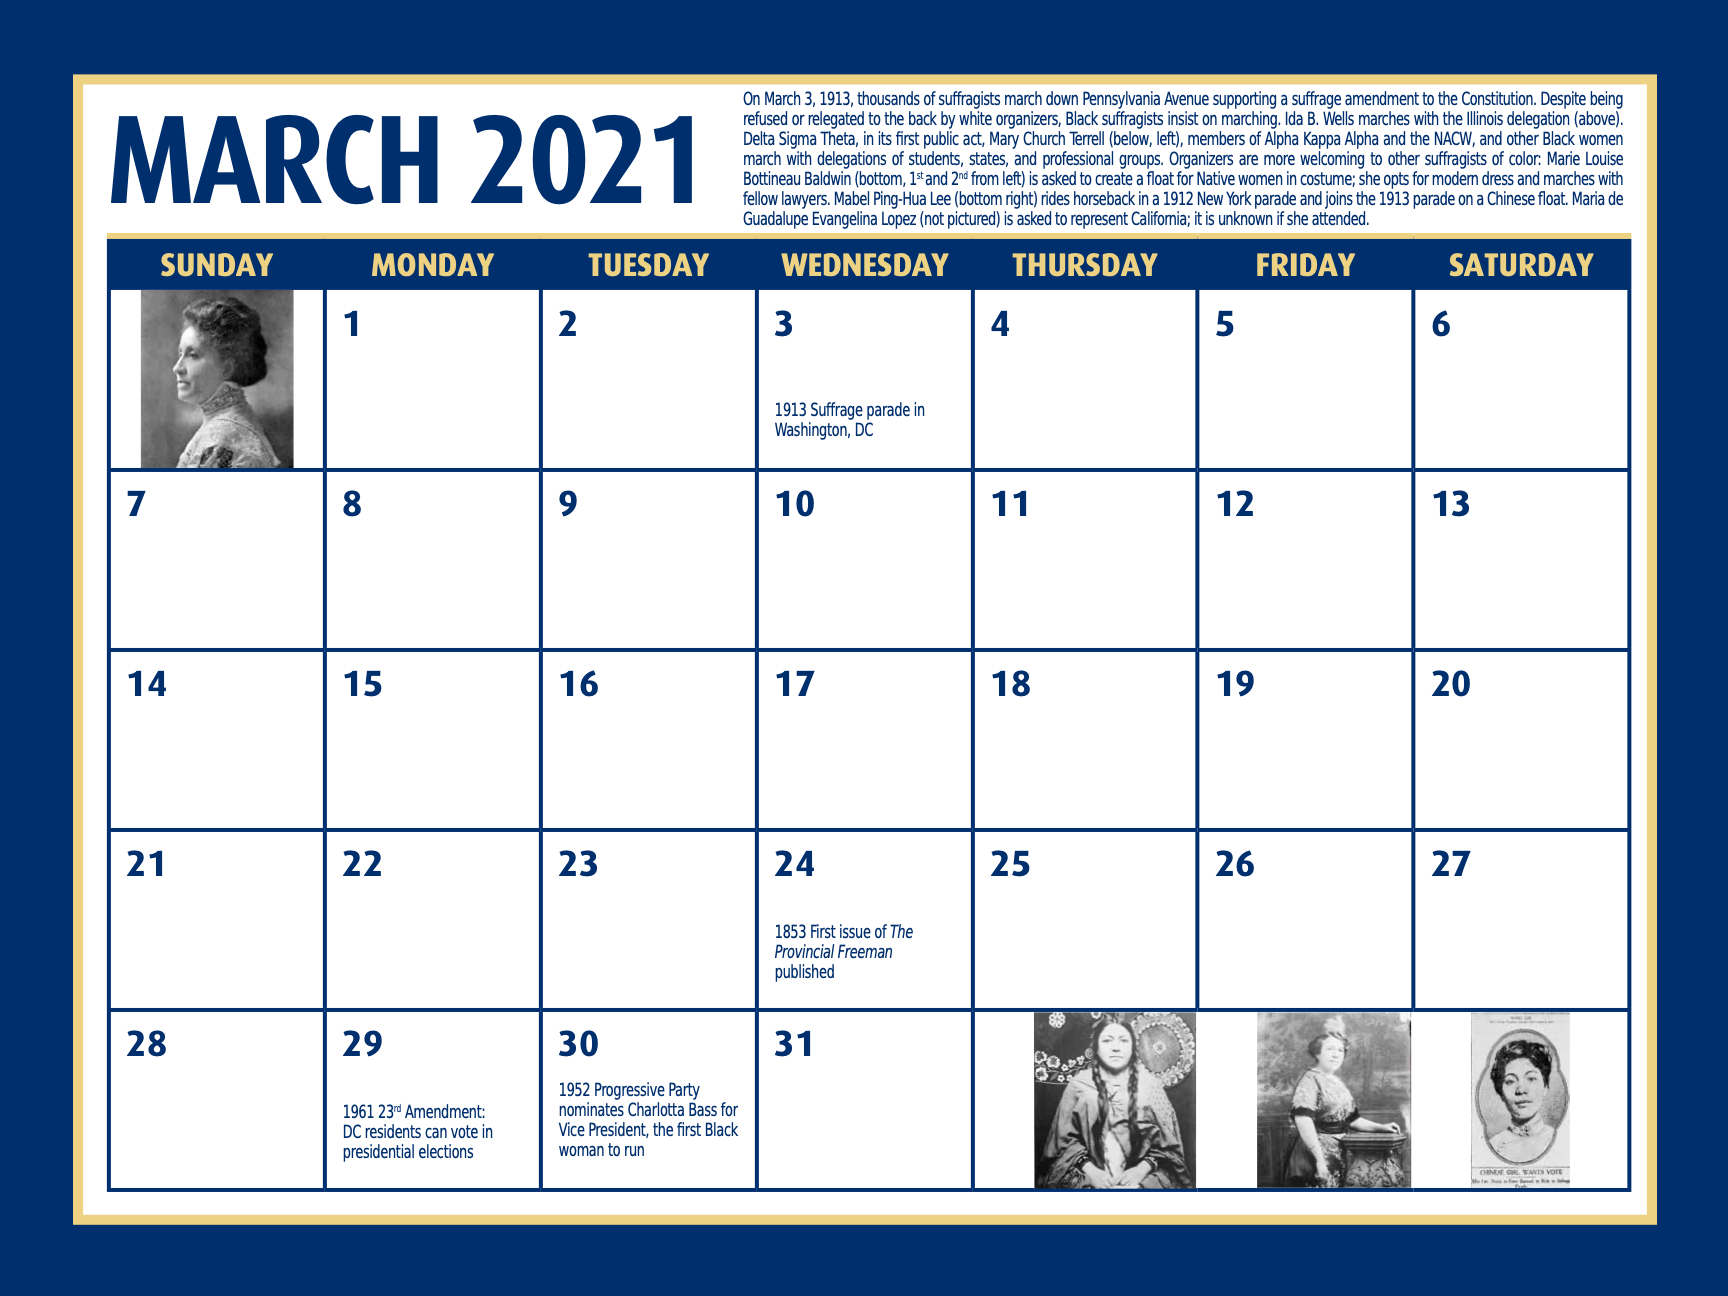 MARCH 2021
On March 3, 1913, thousands of suffragists march down Pennsylvania Avenue supporting a suffrage amendment to the Constitution. Despite being
refused or relegated to the back by white organizers, Black suffragists insist on marching. Ida B. Wells marches with the Illinois delegation (above).
Delta Sigma Theta, in its first public act, Mary Church Terrell (below, left), members of Alpha Kappa Alpha and the NACW, and other Black women
march with delegations of students, states, and professional groups. Organizers are more welcoming to other suffragists of color: Marie Louise
Bottineau Baldwin (bottom, 1st and 2nd from left) is asked to create a float for Native women in costume; she opts for modern dress and marches with
fellow lawyers. Mabel Ping-Hua Lee (bottom right) rides horseback in a 1912 New York parade and joins the 1913 parade on a Chinese float. Maria de
Guadalupe Evangelina Lopez (not pictured) is asked to represent California; it is unknown if she attended.
SUNDAY MONDAY TUESDAY WEDNESDAY THURSDAY FRIDAY SATURDAY
1 2 3 4 5 6
1913 Suffrage parade in
Washington, DC
7 8 9 10 11 12 13
14 15 16 17 18 19 20
21 22 23 24 25 26 27
1853 First issue of The
Provincial Freeman
published
28 29 30 31
1961 23rd Amendment:
DC residents can vote in
presidential elections
1952 Progressive Party
nominates Charlotta Bass for
Vice President, the first Black
woman to run
CHINESE GIRL WANTS VOTE